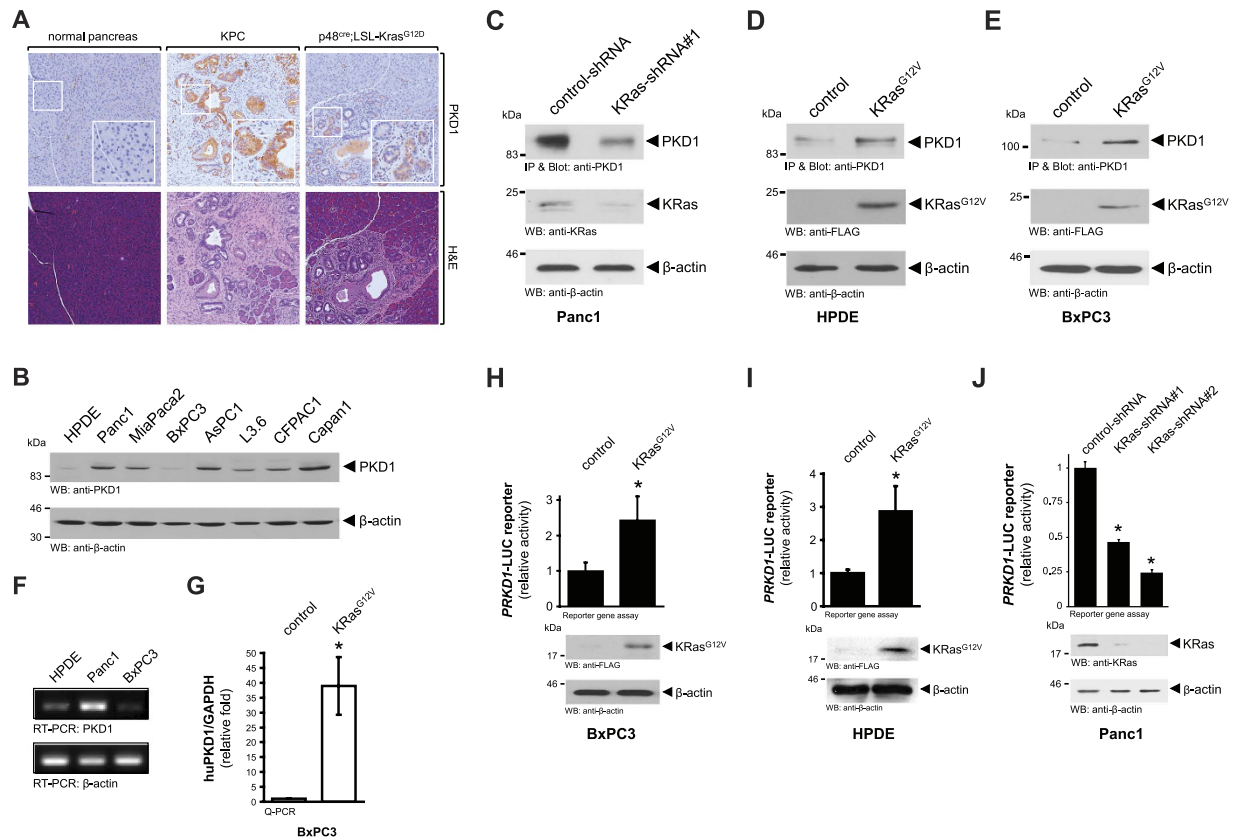 A
normal pancreas
KPC
p48cre;LSL-KrasG12D
PKD1
H&E
B
HPDE
Panc1
MiaPaca2
BxPC3
AsPC1
L3.6
CFPAC1
Capan1
kDa
83
PKD1
WB: anti-PKD1
46
30
β-actin
WB: anti-β-actin
C
control-shRNA
KRas-shRNA#1
kDa
83
PKD1
IP & Blot: anti-PKD1
25
KRas
WB: anti-KRas
46
β-actin
WB: anti-β-actin
Panc1
D
control
KRasG12V
kDa
83
PKD1
IP & Blot: anti-PKD1
25
KRasG12V
WB: anti-FLAG
46
β-actin
WB: anti-β-actin
HPDE
E
control
KRasG12V
kDa
100
PKD1
IP & Blot: anti-PKD1
25
KRasG12V
WB: anti-FLAG
46
β-actin
WB: anti-β-actin
BxPC3
F
HPDE
Panc1
BxPC3
RT-PCR: PKD1
RT-PCR: β-actin
G
control
KRasG12V
*
huPKD1/GAPDH
(relative fold)
50
45
40
35
30
25
20
15
10
5
0
Q-PCR
BxPC3
H
control
KRasG12V
*
PRKD1-LUC reporter
(relative activity)
3
2
1
0
Reporter gene assay
kDa
17
KRasG12V
WB: anti-FLAG
46
β-actin
WB: anti-β-actin
BxPC3
I
control
KRasG12V
*
PRKD1-LUC reporter
(relative activity)
4
3
2
1
0
Reporter gene assay
kDa
17
KRasG12V
WB: anti-FLAG
46
β-actin
WB: anti-β-actin
HPDE
J
control-shRNA
KRas-shRNA#1
KRas-shRNA#2
*
*
PRKD1-LUC reporter
(relative activity)
1
0,75
0,5
0,25
0
Reporter gene assay
kDa
17
KRas
WB: anti-KRas
46
β-actin
WB: anti-β-actin
Panc1